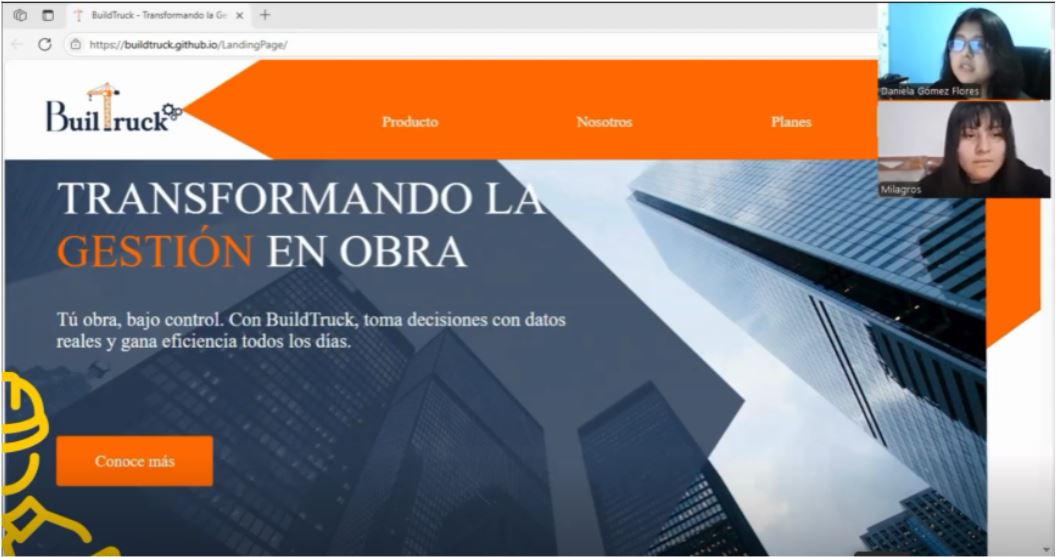 BuildTruck - Transformando la Ge
https://buildtruck.github.io/LandingPage/
BuilTruck
Producto
Nosotros
Planes
Daniela Gómez Flores
Milagros
TRANSFORMANDO LA
GESTIÓN EN OBRA
Tú obra, bajo control. Con BuildTruck, toma decisiones con datos
reales y gana eficiencia todos los días.
Conoce más